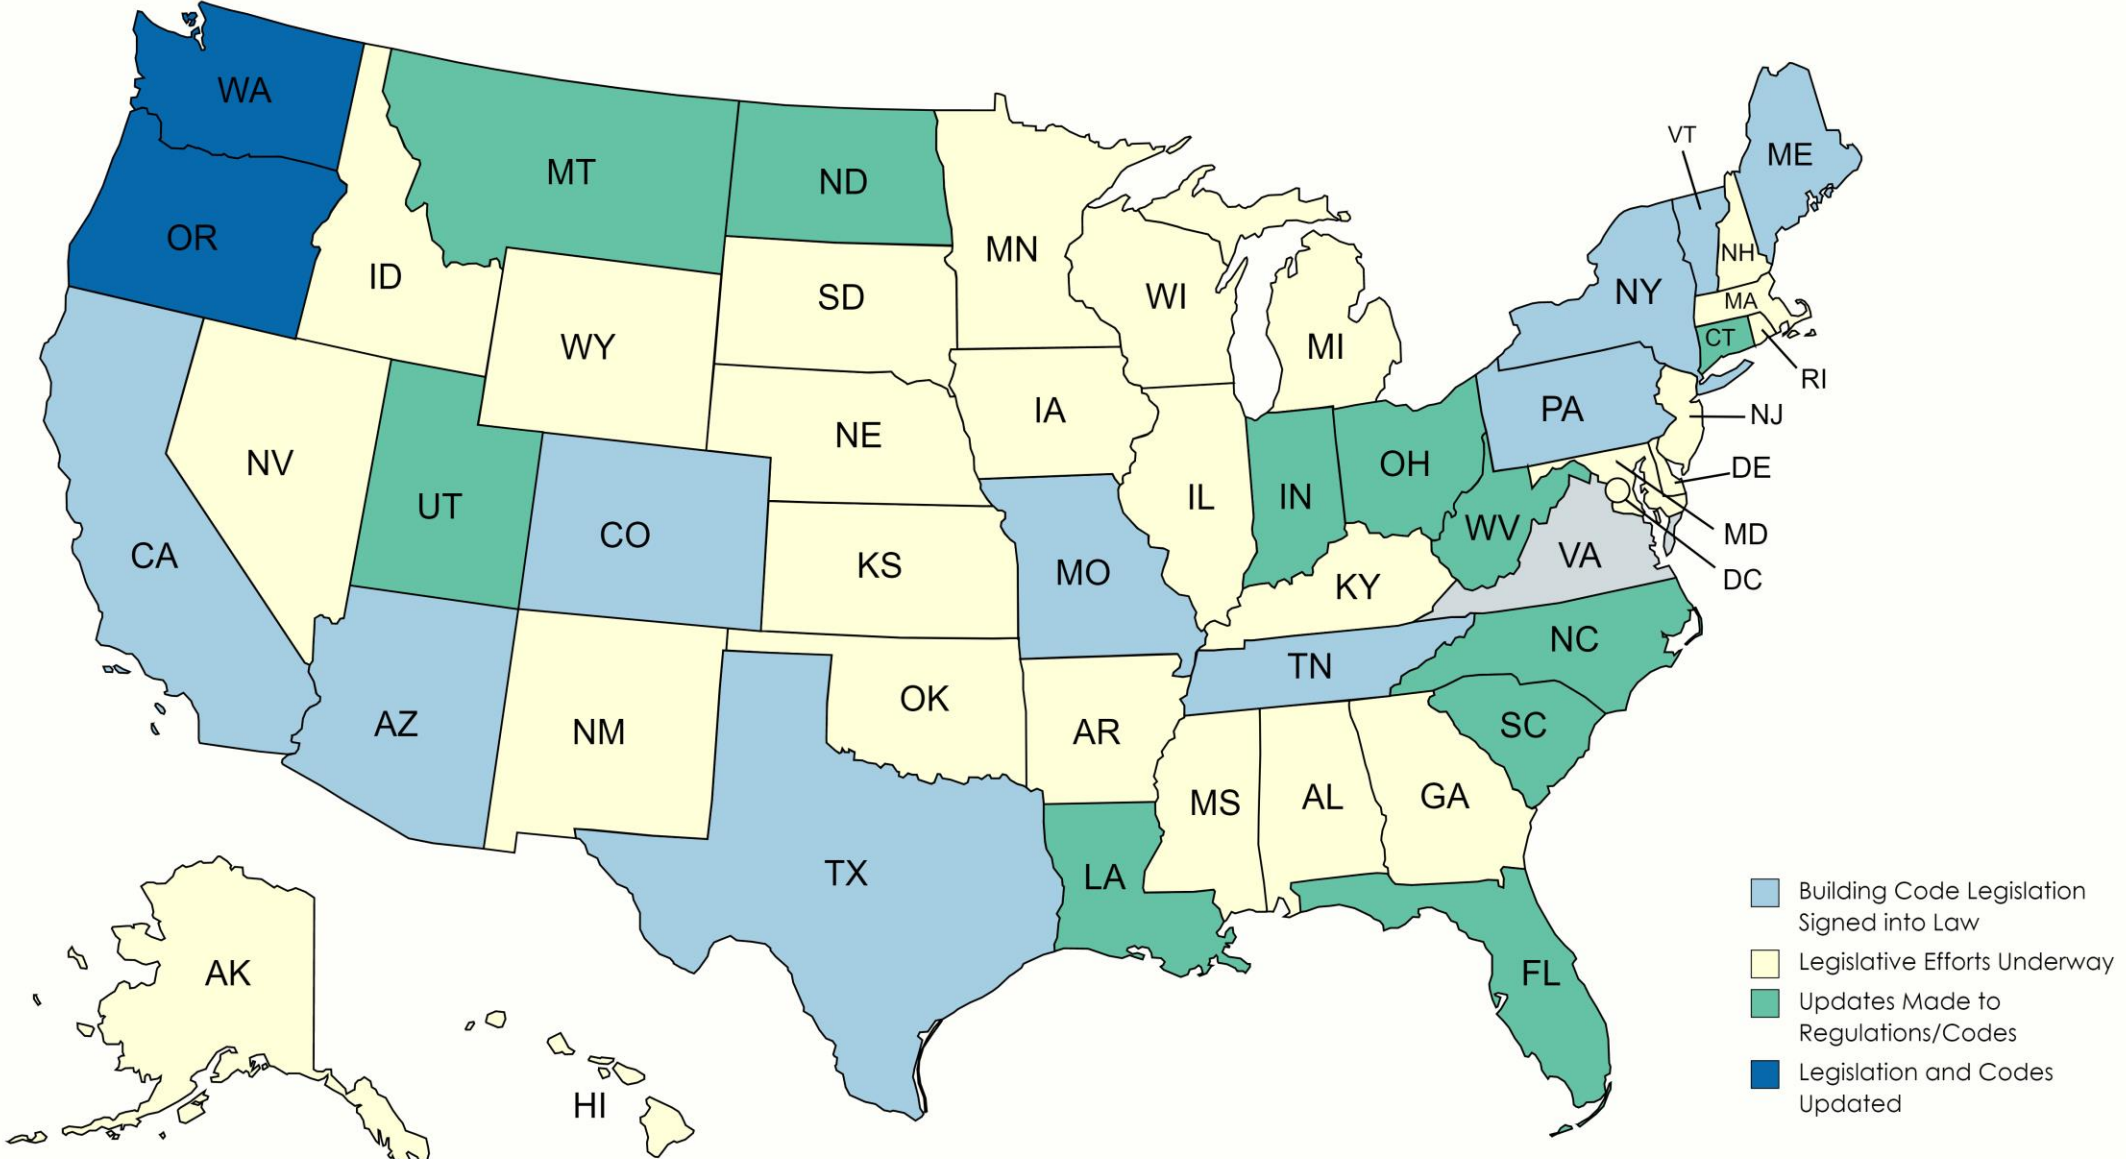 WA
MT
ND
OR
ID
MN
VT
ME
SD
WI
NH
NY
MA
WY
MI
CT
RI
IA
PA
NJ
NE
NV
OH
DE
UT
IL
IN
CO
WV
MD
CA
KS
MO
VA
KY
DC
NC
TN
AZ
NM
OK
AR
SC
MS
AL
GA
TX
LA
AK
FL
HI
Building Code Legislation
Signed into Law
Legislative Efforts Underway
Updates Made to
Regulations/Codes
Legislation and Codes
Updated